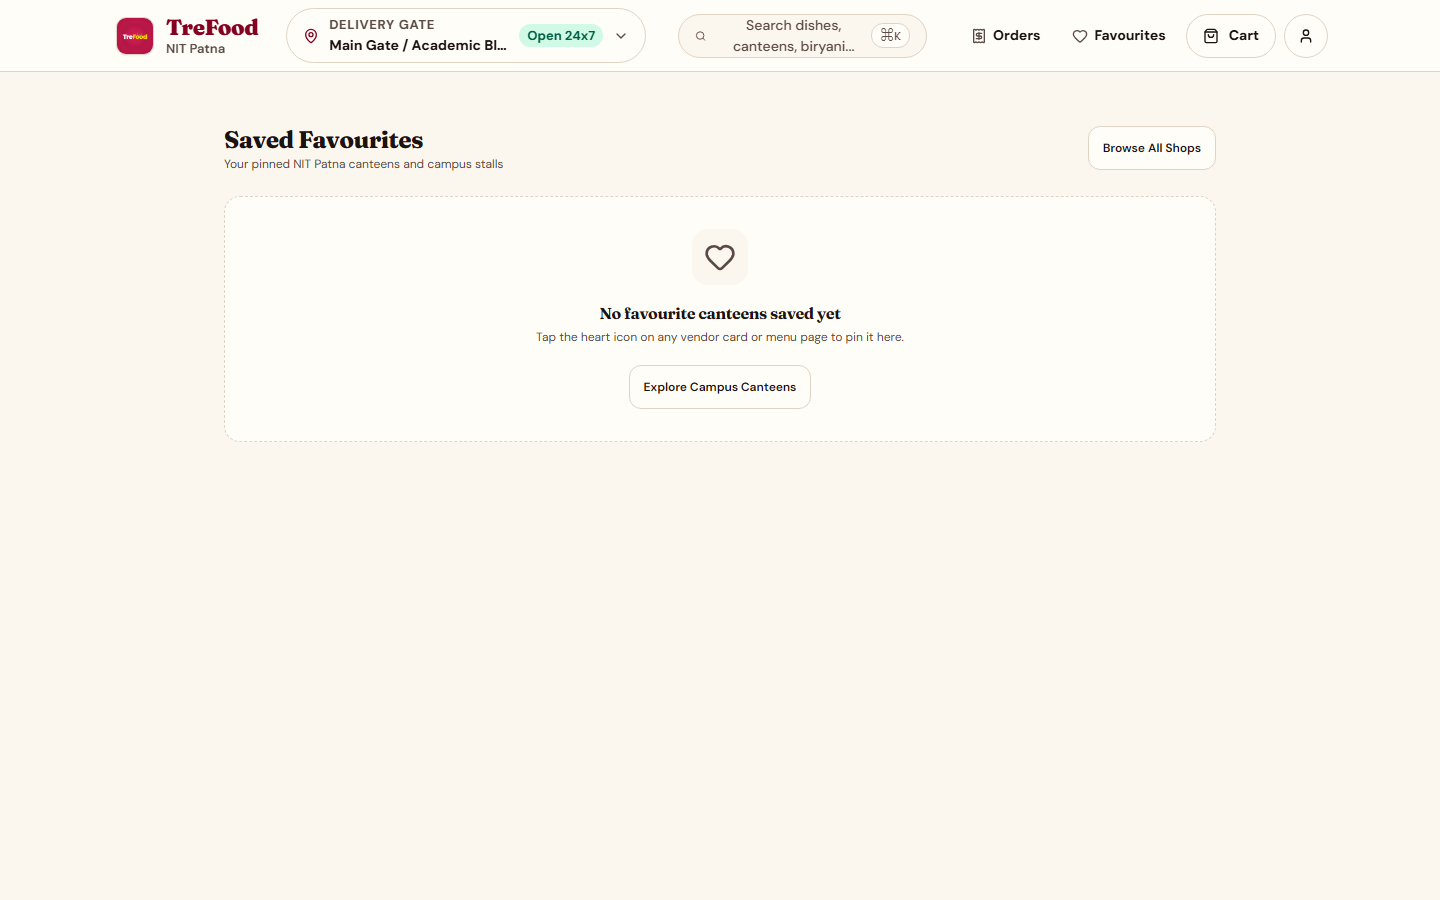 TreFood
TreFood
NIT Patna
DELIVERY GATE
Main Gate / Academic Bl...
Open 24x7
Search dishes,
canteens, biryani...
⌘K
Orders
Favourites
Cart
Saved Favourites
Your pinned NIT Patna canteens and campus stalls
Browse All Shops
No favourite canteens saved yet
Tap the heart icon on any vendor card or menu page to pin it here.
Explore Campus Canteens